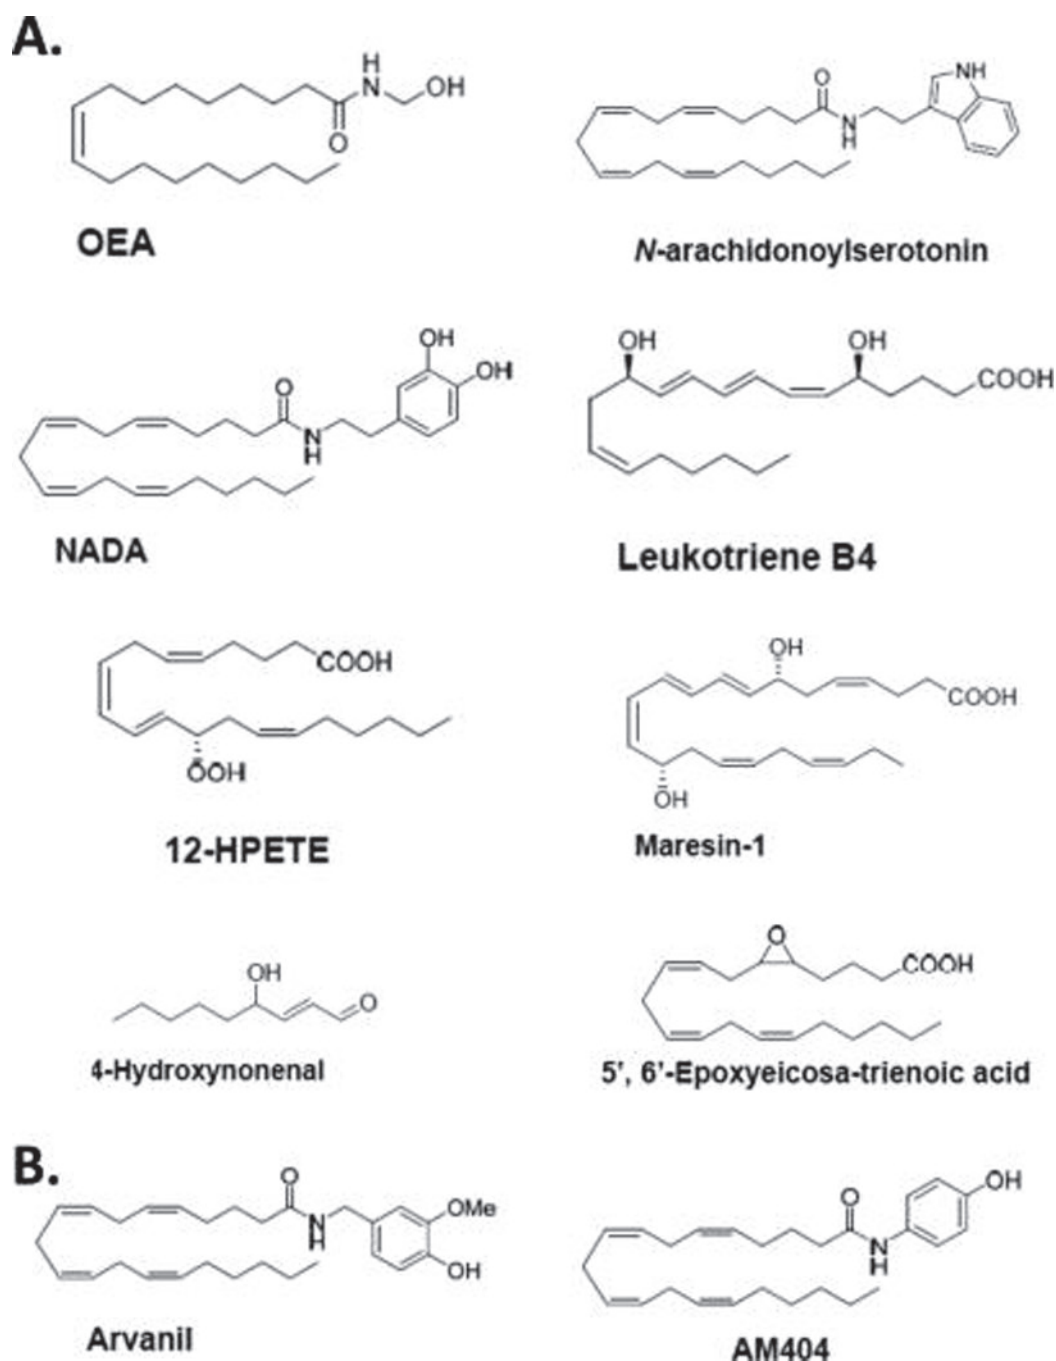 A.
H
N
OH
O
OEA
O
N
H
NH
N-arachidonoylserotonin
OH
OH
O
N
H
NADA
OH
OH
COOH
Leukotriene B4
COOH
OOH
12-HPETE
OH
COOH
OH
Maresin-1
OH
O
4-Hydroxynonenal
O
COOH
5', 6'-Epoxyeicosa-trienoic acid
B.
O
N
H
OMe
OH
Arvanil
O
N
H
OH
AM404